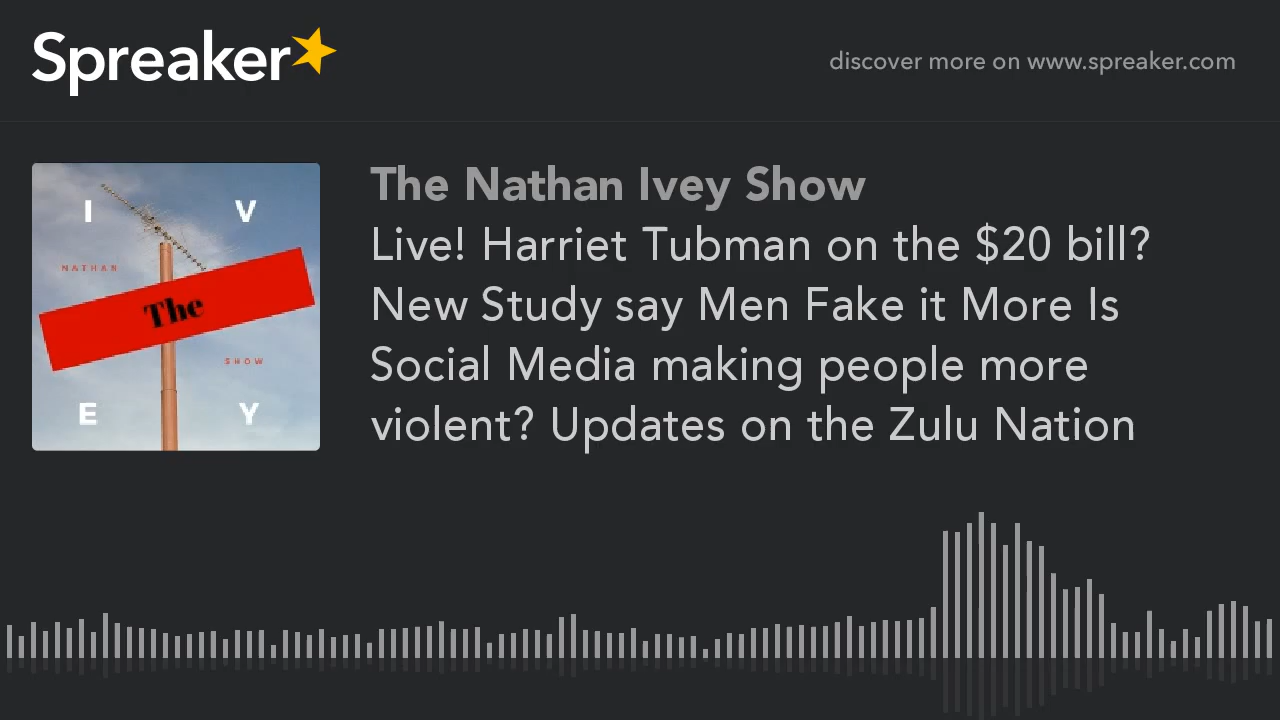 Spreaker
discover more on www.spreaker.com
The Nathan Ivey Show
Live! Harriet Tubman on the $20 bill?
New Study say Men Fake it More Is
Social Media making people more
violent? Updates on the Zulu Nation
I V
NATHAN
The
SHOW
E Y